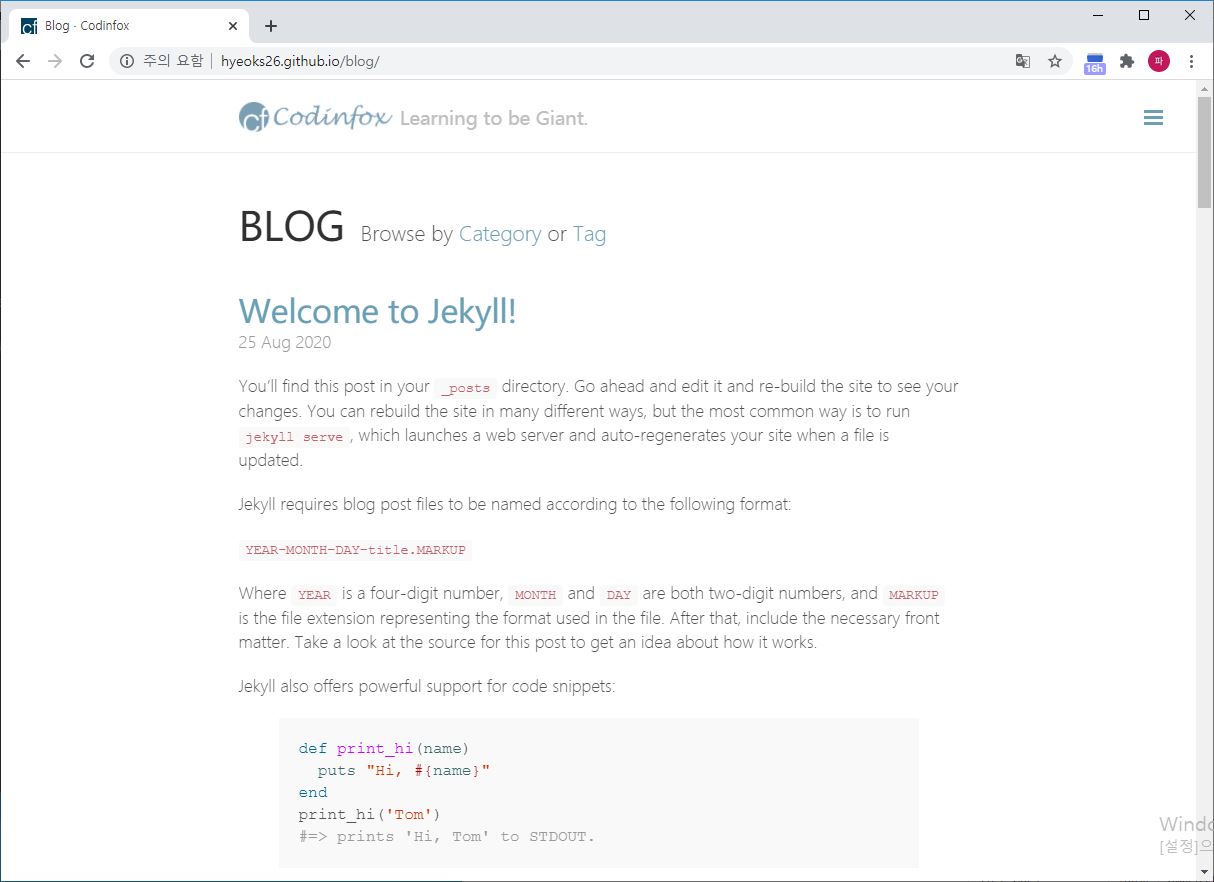 Blog · Codinfox
주의 요함 | hyeoks26.github.io/blog/
16h
파
cf Codinfox Learning to be Giant.
BLOG Browse by Category or Tag
Welcome to Jekyll!
25 Aug 2020
You’ll find this post in your _posts directory. Go ahead and edit it and re-build the site to see your
changes. You can rebuild the site in many different ways, but the most common way is to run
jekyll serve, which launches a web server and auto-regenerates your site when a file is
updated.
Jekyll requires blog post files to be named according to the following format:
YEAR-MONTH-DAY-title.MARKUP
Where YEAR is a four-digit number, MONTH and DAY are both two-digit numbers, and MARKUP
is the file extension representing the format used in the file. After that, include the necessary front
matter. Take a look at the source for this post to get an idea about how it works.
Jekyll also offers powerful support for code snippets:
def print_hi(name)
  puts "Hi, #{name}"
end
print_hi('Tom')
#=> prints 'Hi, Tom' to STDOUT.
Windo
[설정]으